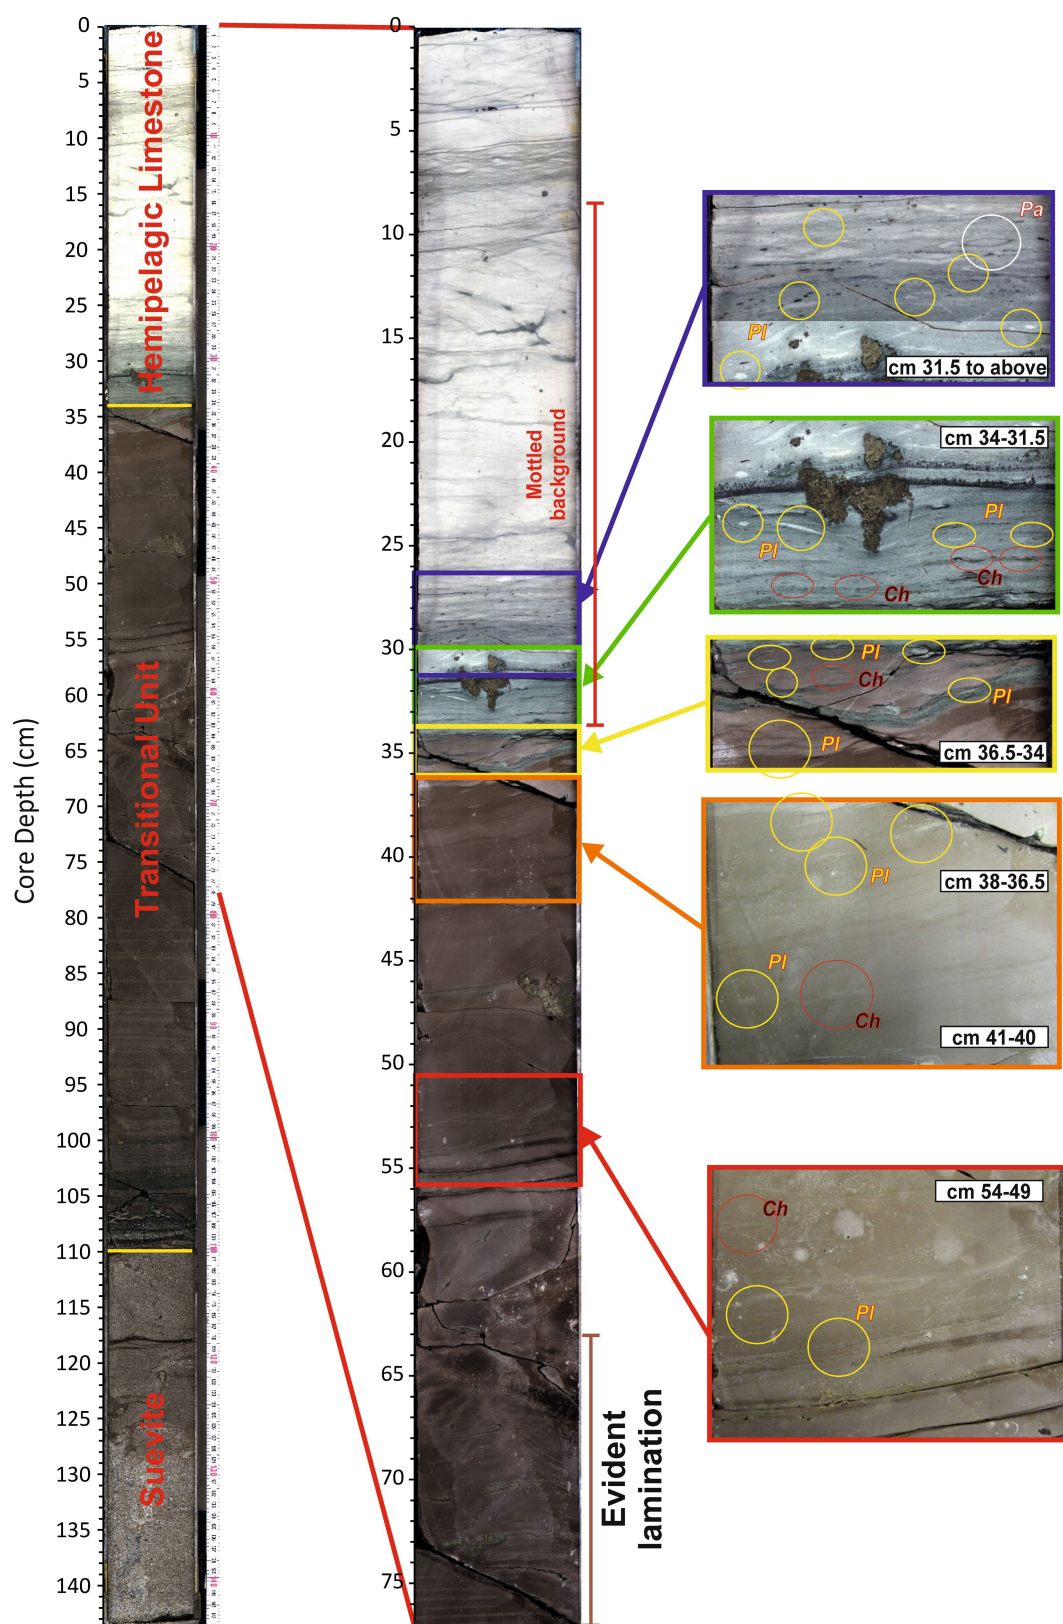 0
5
10
15
20
25
30
35
40
45
50
55
60
65
70
75
80
85
90
95
100
105
110
115
120
125
130
135
140
Core Depth (cm)
Hemipelagic Limestone
Transitional Unit
Suevite
0
5
10
15
20
25
30
35
40
45
50
55
60
65
70
75
Mottled
background
Evident
lamination
Pa
Pl
cm 31.5 to above
cm 34-31.5
Pl
Pl
Ch
Ch
Pl
Ch
Pl
Pl
cm 36.5-34
Pl
cm 38-36.5
Pl
Ch
cm 41-40
cm 54-49
Ch
Pl